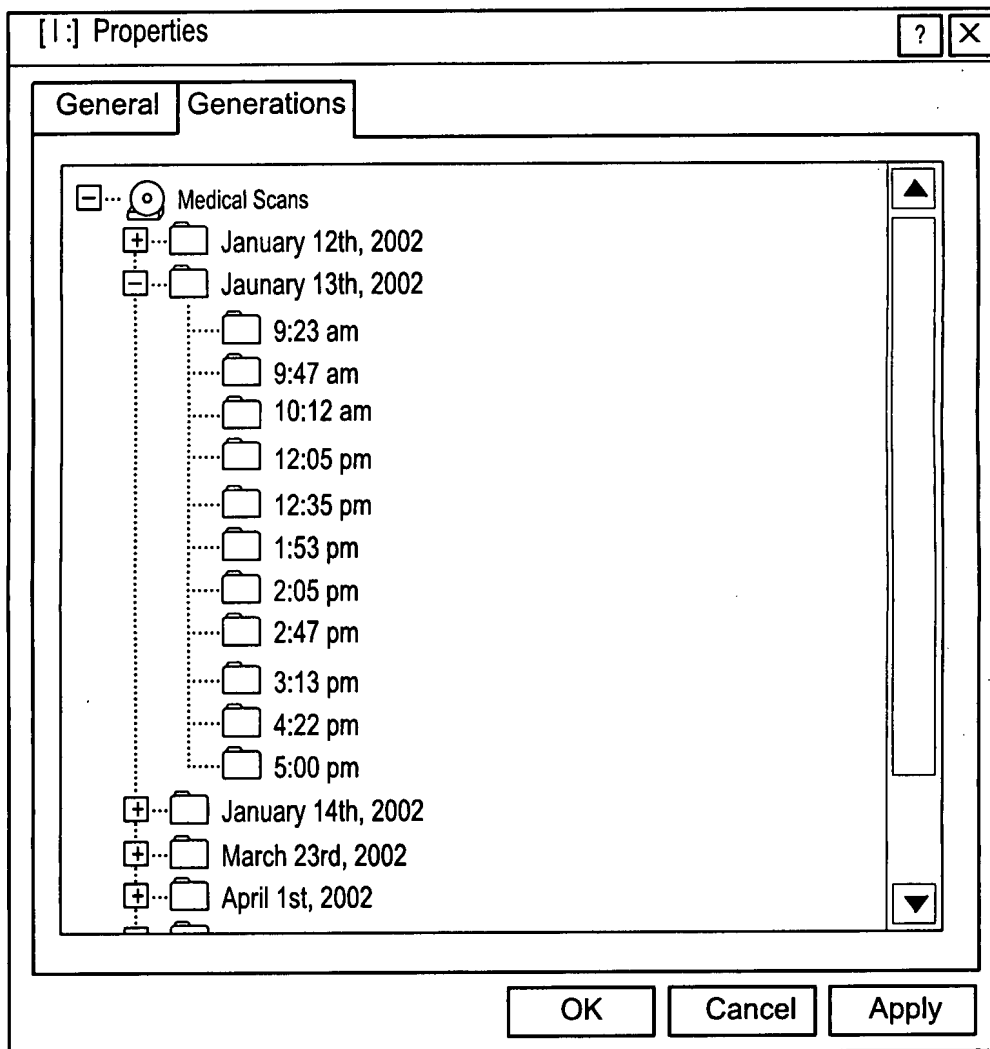 [I:] Properties ? X
General Generations
Medical Scans
January 12th, 2002
Jaunary 13th, 2002
9:23 am
9:47 am
10:12 am
12:05 pm
12:35 pm
1:53 pm
2:05 pm
2:47 pm
3:13 pm
4:22 pm
5:00 pm
January 14th, 2002
March 23rd, 2002
April 1st, 2002
OK Cancel Apply